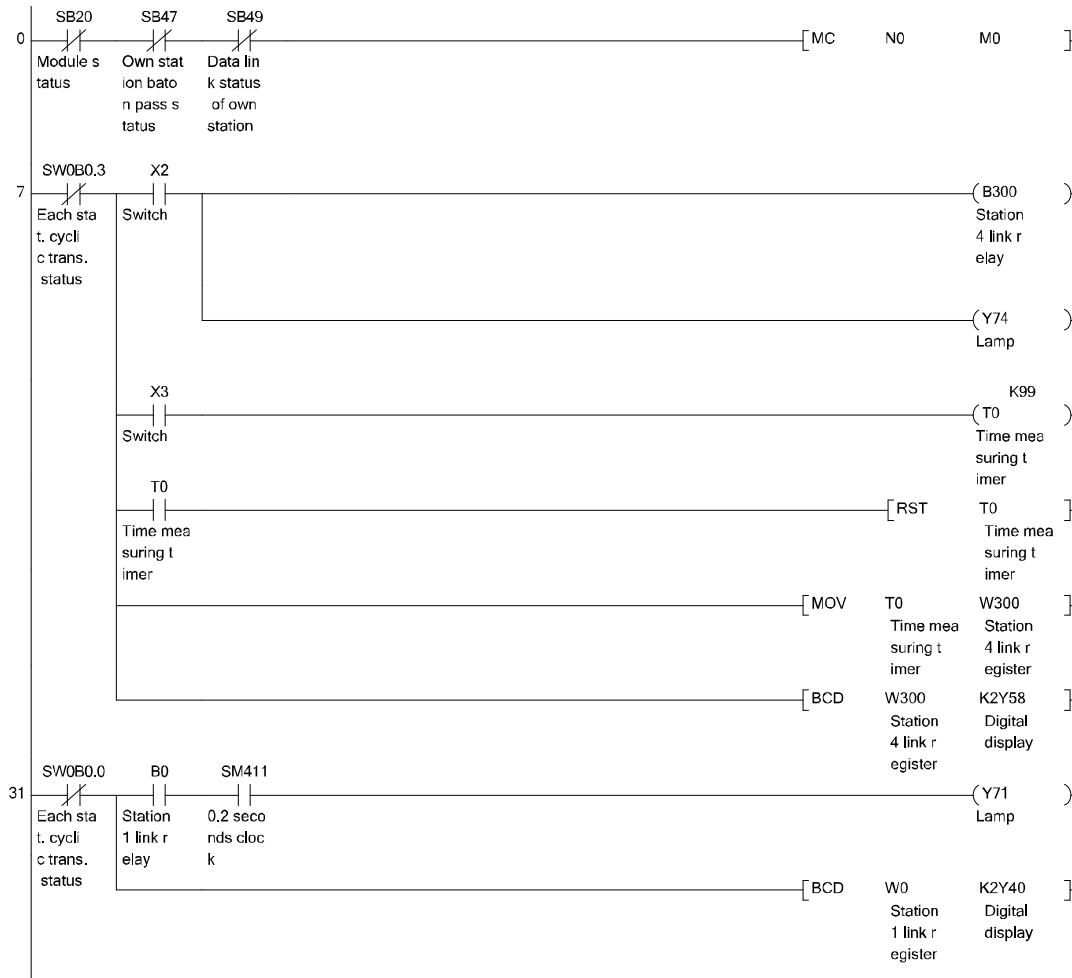 SB20 SB47 SB49
0 MC N0 M0
Module s Own stat Data lin
tatus ion bato k status
n pass s of own
tatus station
SW0B0.3 X2
7 B300
Each sta Switch Station
t. cycli 4 link r
c trans. elay
status
Y74
Lamp
X3 K99
T0
Switch Time mea
suring t
imer
T0
RST T0
Time mea Time mea
suring t suring t
imer imer
MOV T0 W300
Time mea Station
suring t 4 link r
imer egister
BCD W300 K2Y58
Station Digital
4 link r display
egister
SW0B0.0 B0 SM411
31 Y71
Each sta Station 0.2 seco Lamp
t. cycli 1 link r nds cloc
c trans. elay k
status
BCD W0 K2Y40
Station Digital
1 link r display
egister